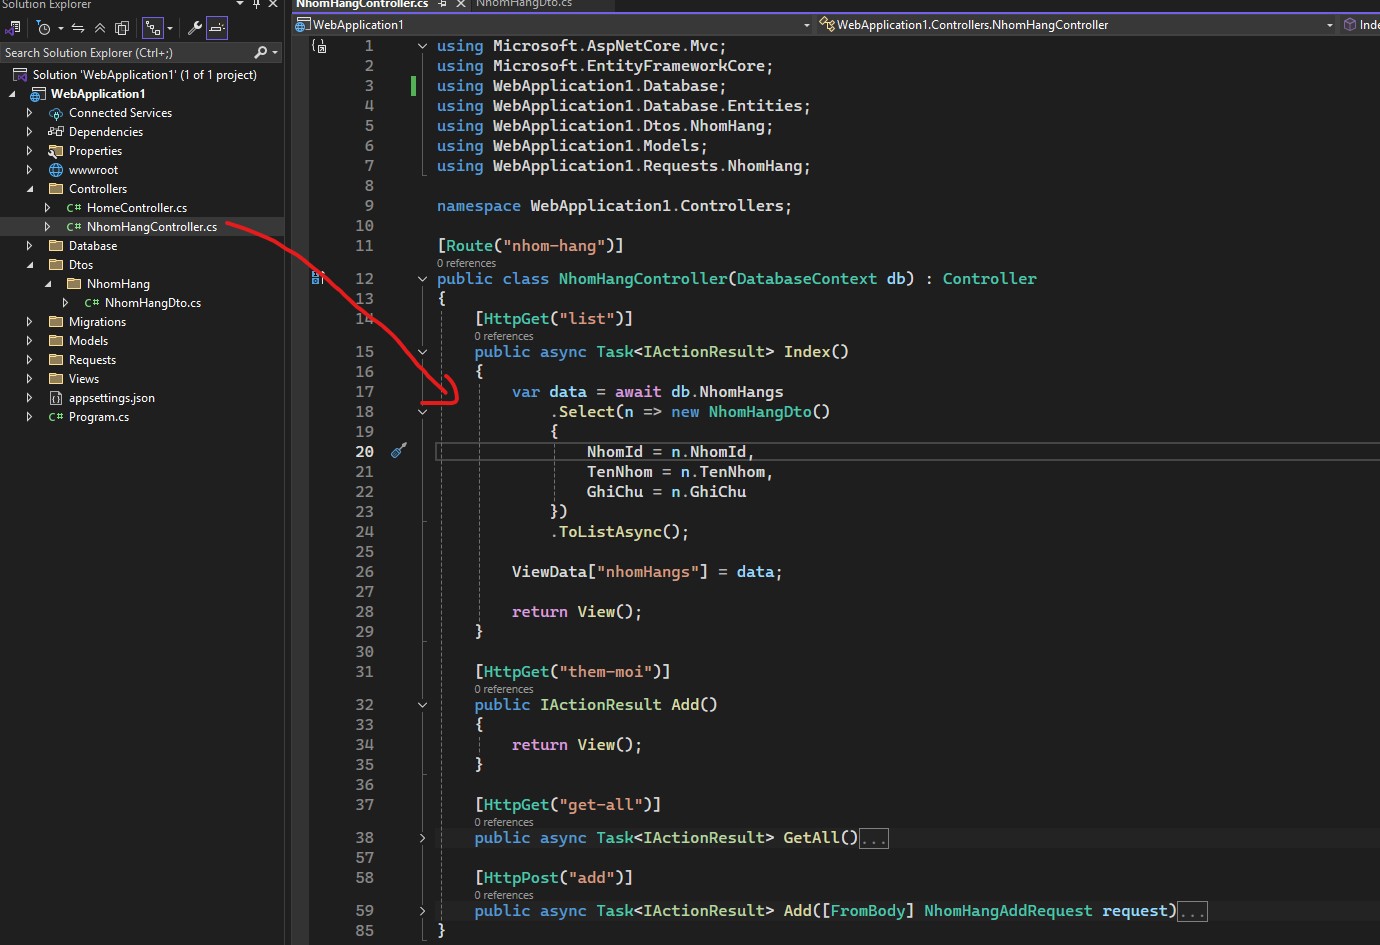 Solution Explorer
Search Solution Explorer (Ctrl+;)
Solution 'WebApplication1' (1 of 1 project)
WebApplication1
Connected Services
Dependencies
Properties
wwwroot
Controllers
C# HomeController.cs
C# NhomHangController.cs
Database
Dtos
NhomHang
C# NhomHangDto.cs
Migrations
Models
Requests
Views
appsettings.json
C# Program.cs
NhomHangController.cs NhomHangDto.cs
WebApplication1 WebApplication1.Controllers.NhomHangController
1 using Microsoft.AspNetCore.Mvc;
2 using Microsoft.EntityFrameworkCore;
3 using WebApplication1.Database;
4 using WebApplication1.Database.Entities;
5 using WebApplication1.Dtos.NhomHang;
6 using WebApplication1.Models;
7 using WebApplication1.Requests.NhomHang;
8
9 namespace WebApplication1.Controllers;
10
11 [Route("nhom-hang")]
0 references
12 public class NhomHangController(DatabaseContext db) : Controller
13 {
14 [HttpGet("list")]
0 references
15 public async Task<IActionResult> Index()
16 {
17 var data = await db.NhomHangs
18 .Select(n => new NhomHangDto()
19 {
20 NhomId = n.NhomId,
21 TenNhom = n.TenNhom,
22 GhiChu = n.GhiChu
23 })
24 .ToListAsync();
25
26 ViewData["nhomHangs"] = data;
27
28 return View();
29 }
30
31 [HttpGet("them-moi")]
0 references
32 public IActionResult Add()
33 {
34 return View();
35 }
36
37 [HttpGet("get-all")]
0 references
38 public async Task<IActionResult> GetAll()...
57
58 [HttpPost("add")]
0 references
59 public async Task<IActionResult> Add([FromBody] NhomHangAddRequest request)...
85 }